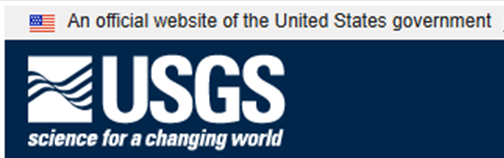 An official website of the United States government
USGS
science for a changing world